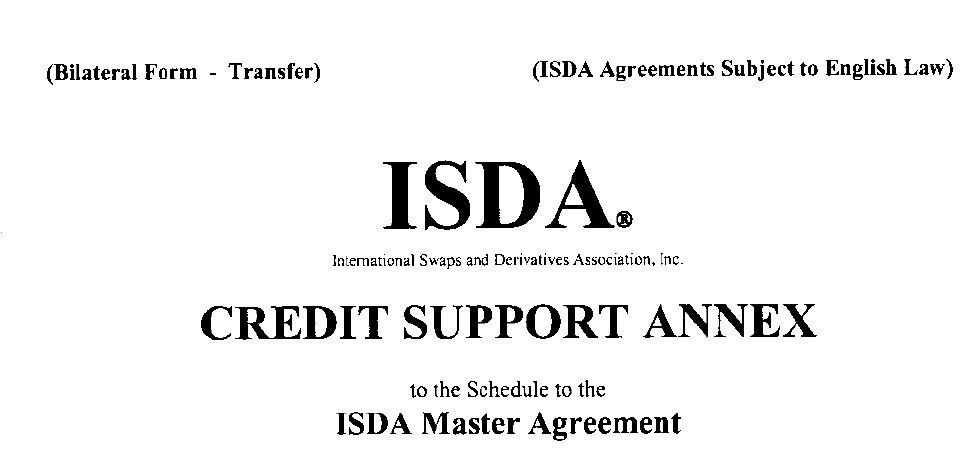 (Bilateral Form - Transfer) (ISDA Agreements Subject to English Law)
ISDA®
International Swaps and Derivatives Association, Inc.
CREDIT SUPPORT ANNEX
to the Schedule to the
ISDA Master Agreement